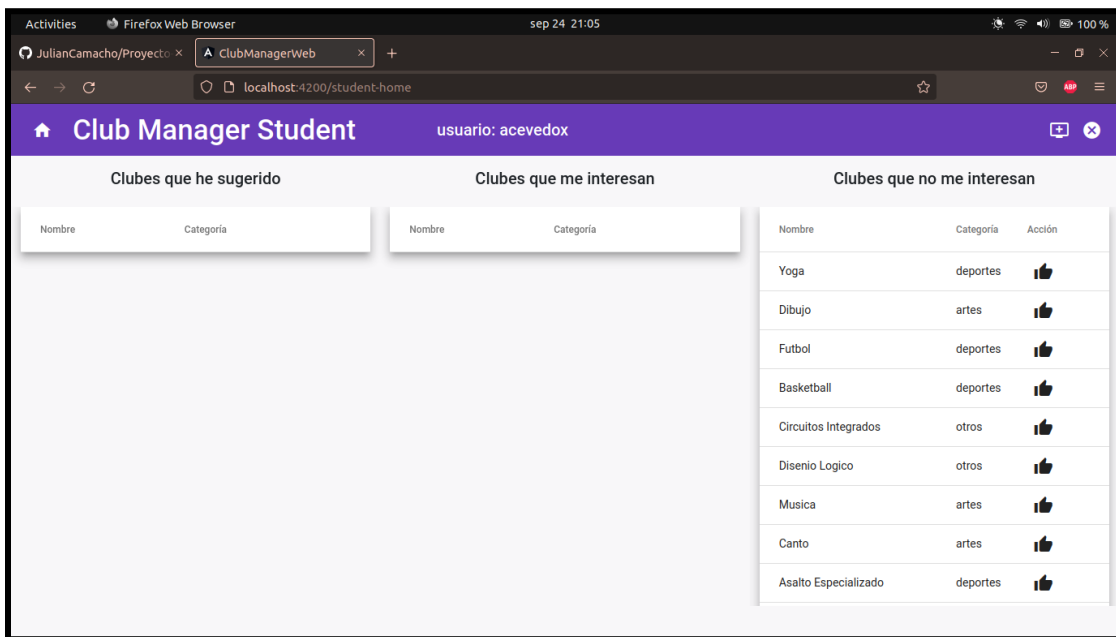 Activities Firefox Web Browser sep 24 21:05 100 %
JulianCamacho/Proyecto ClubManagerWeb
localhost:4200/student-home ABP
Club Manager Student usuario: acevedox
Clubes que he sugerido Clubes que me interesan Clubes que no me interesan
Nombre Categoría Nombre Categoría Nombre Categoría Acción
Yoga deportes
Dibujo artes
Futbol deportes
Basketball deportes
Circuitos Integrados otros
Disenio Logico otros
Musica artes
Canto artes
Asalto Especializado deportes